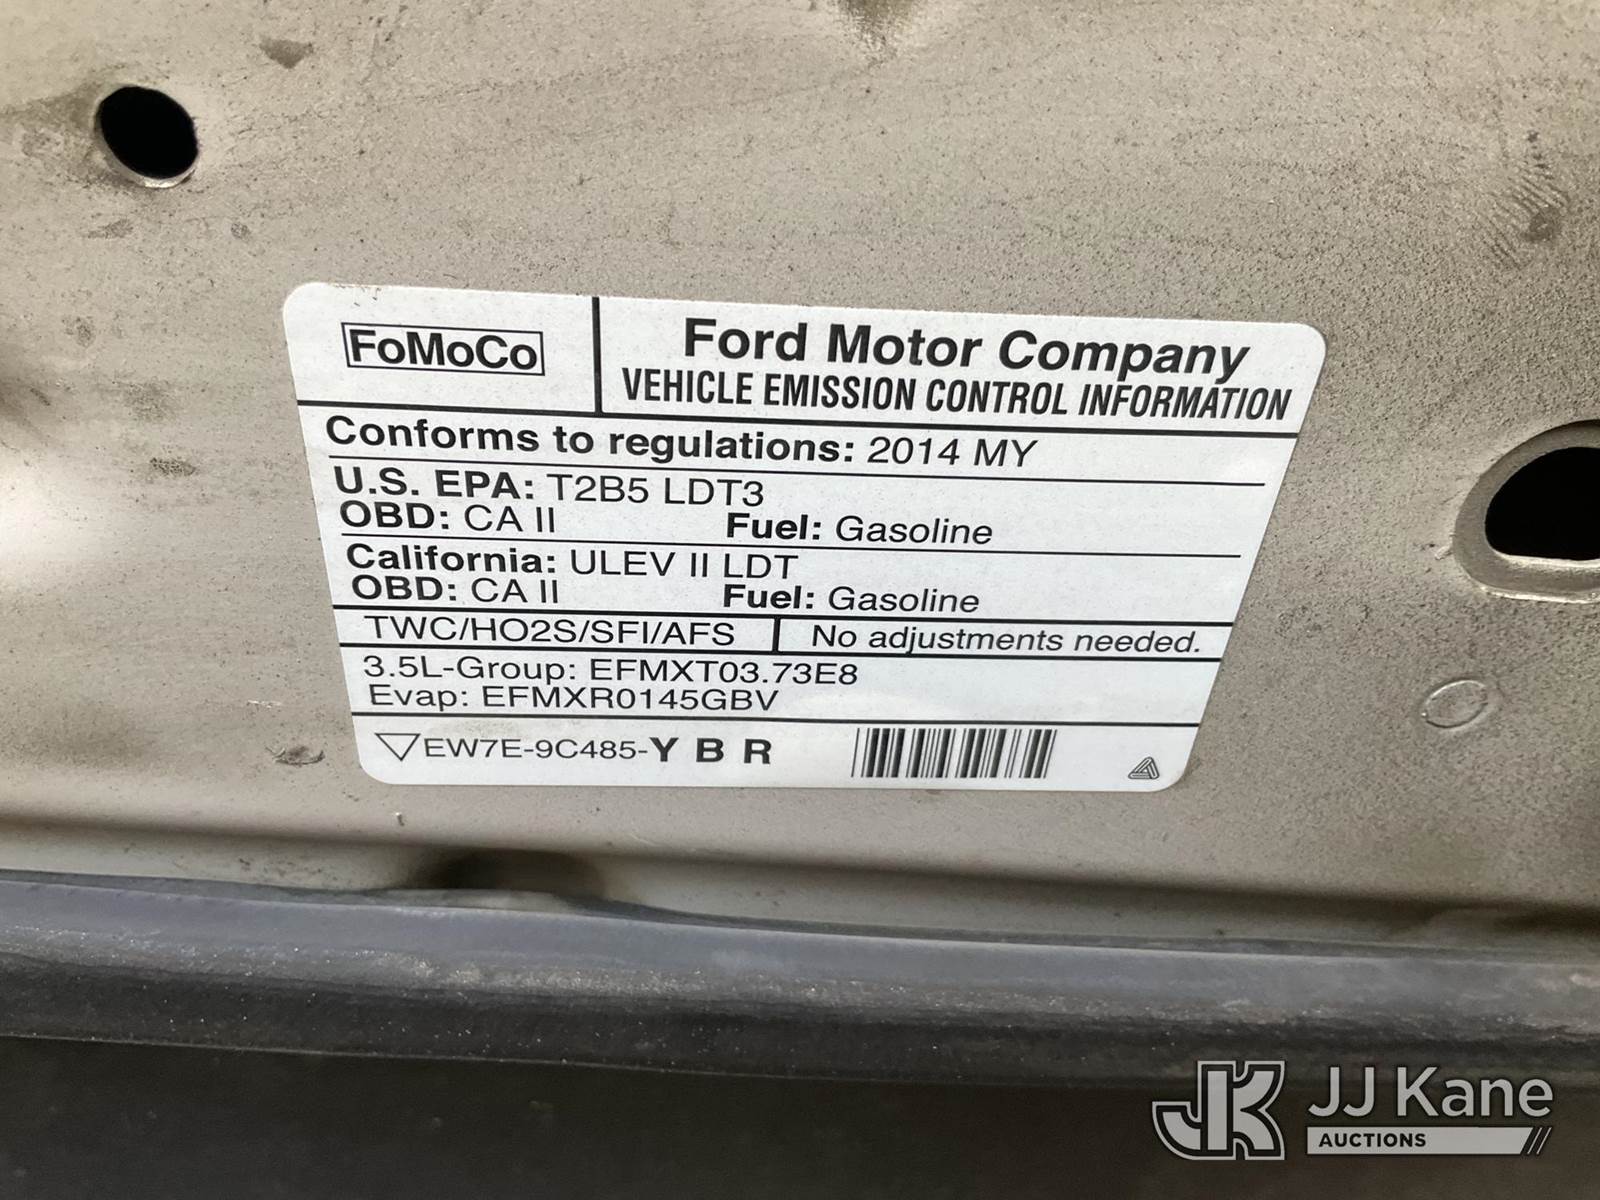 FoMoCo
Ford Motor Company
VEHICLE EMISSION CONTROL INFORMATION
Conforms to regulations: 2014 MY
U.S. EPA: T2B5 LDT3
OBD: CA II Fuel: Gasoline
California: ULEV II LDT
OBD: CA II Fuel: Gasoline
TWC/HO2S/SFI/AFS No adjustments needed.
3.5L-Group: EFMXT03.73E8
Evap: EFMXR0145GBV
EW7E-9C485-Y B R
JK JJ Kane
AUCTIONS